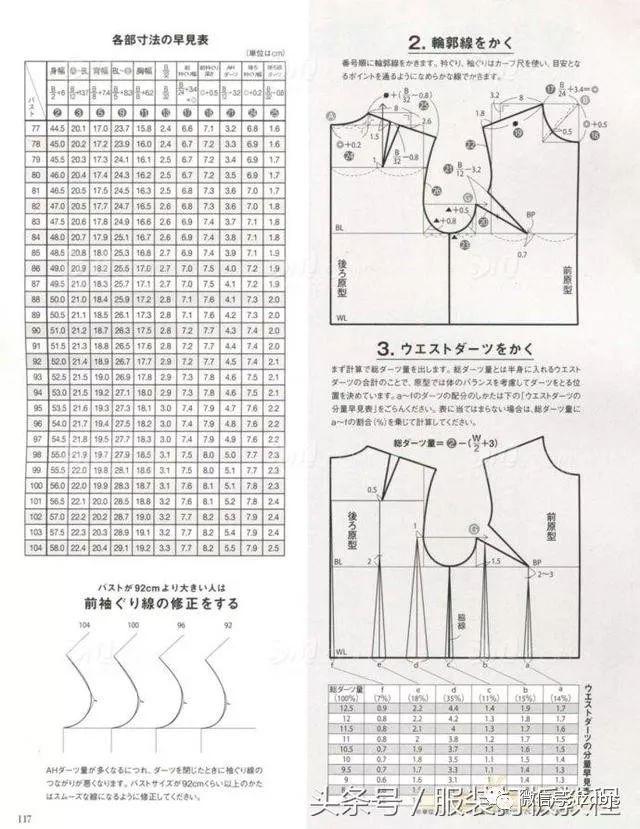 各部寸法の早見表
(単位はcm)
バスト 身幅 Ⓐ~BL 背幅 BL~Ⓑ 胸幅 B/32 前衿ぐり幅 前衿ぐり深さ AHダーツ 後ろ衿ぐり幅 後ろ肩ダーツ
B/2+6 B/12+13.7 B/8+7.4 B/5+8.3 B/8+6.2 B/32 B/24+3.4=◎ ◎+0.5 B/12-3.2 ◎+0.2 B/32-0.8
77 44.5 20.1 17.0 23.7 15.8 2.4 6.6 7.1 3.2 6.8 1.6
78 45.0 20.2 17.2 23.9 16.0 2.4 6.7 7.2 3.3 6.9 1.6
79 45.5 20.3 17.3 24.1 16.1 2.5 6.7 7.2 3.4 6.9 1.7
80 46.0 20.4 17.4 24.3 16.2 2.5 6.7 7.2 3.5 6.9 1.7
81 46.5 20.5 17.5 24.5 16.3 2.5 6.8 7.3 3.6 7.0 1.7
82 47.0 20.5 17.7 24.7 16.5 2.6 6.8 7.3 3.6 7.0 1.8
83 47.5 20.6 17.8 24.9 16.6 2.6 6.9 7.4 3.7 7.1 1.8
84 48.0 20.7 17.9 25.1 16.7 2.6 6.9 7.4 3.8 7.1 1.8
85 48.5 20.8 18.0 25.3 16.8 2.7 6.9 7.4 3.9 7.1 1.9
86 49.0 20.9 18.2 25.5 17.0 2.7 7.0 7.5 4.0 7.2 1.9
87 49.5 21.0 18.3 25.7 17.1 2.7 7.0 7.5 4.1 7.2 1.9
88 50.0 21.0 18.4 25.9 17.2 2.8 7.1 7.6 4.1 7.3 2.0
89 50.5 21.1 18.5 26.1 17.3 2.8 7.1 7.6 4.2 7.3 2.0
90 51.0 21.2 18.7 26.3 17.5 2.8 7.2 7.7 4.3 7.4 2.0
91 51.5 21.3 18.8 26.5 17.6 2.8 7.2 7.7 4.4 7.4 2.0
92 52.0 21.4 18.9 26.7 17.7 2.9 7.2 7.7 4.5 7.4 2.1
93 52.5 21.5 19.0 26.9 17.8 2.9 7.3 7.8 4.6 7.5 2.1
94 53.0 21.5 19.2 27.1 18.0 2.9 7.3 7.8 4.6 7.5 2.1
95 53.5 21.6 19.3 27.3 18.1 3.0 7.4 7.9 4.7 7.6 2.2
96 54.0 21.7 19.4 27.5 18.2 3.0 7.4 7.9 4.8 7.6 2.2
97 54.5 21.8 19.5 27.7 18.3 3.0 7.4 7.9 4.9 7.6 2.2
98 55.0 21.9 19.7 27.9 18.5 3.1 7.5 8.0 5.0 7.7 2.3
99 55.5 22.0 19.8 28.1 18.6 3.1 7.5 8.0 5.1 7.7 2.3
100 56.0 22.0 19.9 28.3 18.7 3.1 7.6 8.1 5.1 7.8 2.3
101 56.5 22.1 20.0 28.5 18.8 3.2 7.6 8.1 5.2 7.8 2.4
102 57.0 22.2 20.2 28.7 19.0 3.2 7.7 8.2 5.3 7.9 2.4
103 57.5 22.3 20.3 28.9 19.1 3.2 7.7 8.2 5.4 7.9 2.4
104 58.0 22.4 20.4 29.1 19.2 3.3 7.7 8.2 5.5 7.9 2.5
バストが92cmより大きい人は
前袖ぐり線の修正をする
104 100 96 92
AHダーツ量が多くなるにつれ、ダーツを閉じたときに袖ぐり線の
つながりが悪くなります。バストサイズが92cmくらい以上のかた
はスムーズな線になるように修正してください。
117
2. 輪郭線をかく
番号順に輪郭線をかきます。衿ぐり、袖ぐりはカーブ尺を使い、目安とな
るポイントを通るようになめらかな線でかきます。
●+(B/32-0.8)
⑰ B/24+3.4=◎
Ⓐ 1.5 8 2.6 ㉕
1.8 ⑲ Ⓑ ◎+0.5 ⑱
◎+0.2 ㉔
1 B/32-0.8 ㉒
㉑ B/12-3.2
㉖ Ⓖ
▲+0.5 ⑳
▲+0.8
BL ▲ ㉓ BP
0.7
後ろ原型
前原型
WL
3. ウエストダーツをかく
まず計算で総ダーツ量を出します。総ダーツ量とは半身に入れるウエスト
ダーツの合計のことで、原型では体のバランスを考慮してダーツをとる位
置を決めています。a~fのダーツの配分のしかたは下の「ウエストダーツの
分量早見表」をごらんください。表に当てはまらない場合は、総ダーツ量に
a~fの割合(%)を乗じて計算してください。
総ダーツ量=❷-(W/2+3)
0.5
後ろ原型
前原型
1 Ⓖ
BL 2 1.5 BP
2~3
脇線
WL
f e d c b a
総ダーツ量(100%) f(7%) e(18%) d(35%) c(11%) b(15%) a(14%)
12.5 0.9 2.2 4.4 1.4 1.9 1.7
12 0.8 2.2 4.2 1.3 1.8 1.7
11.5 0.8 2.1 4 1.3 1.7 1.6
11 0.8 2 3.8 1.2 1.7 1.5
10.5 0.7 1.9 3.7 1.1 1.6 1.5
10 0.7 1.8 3.5 1.1 1.5 1.4
9.5 0.7 1.7 3.3 1.1 1.4 1.3
9 0.6 1.6 3.1 1.4
ウエストダーツの分量早見表
头条号／服装制板教程